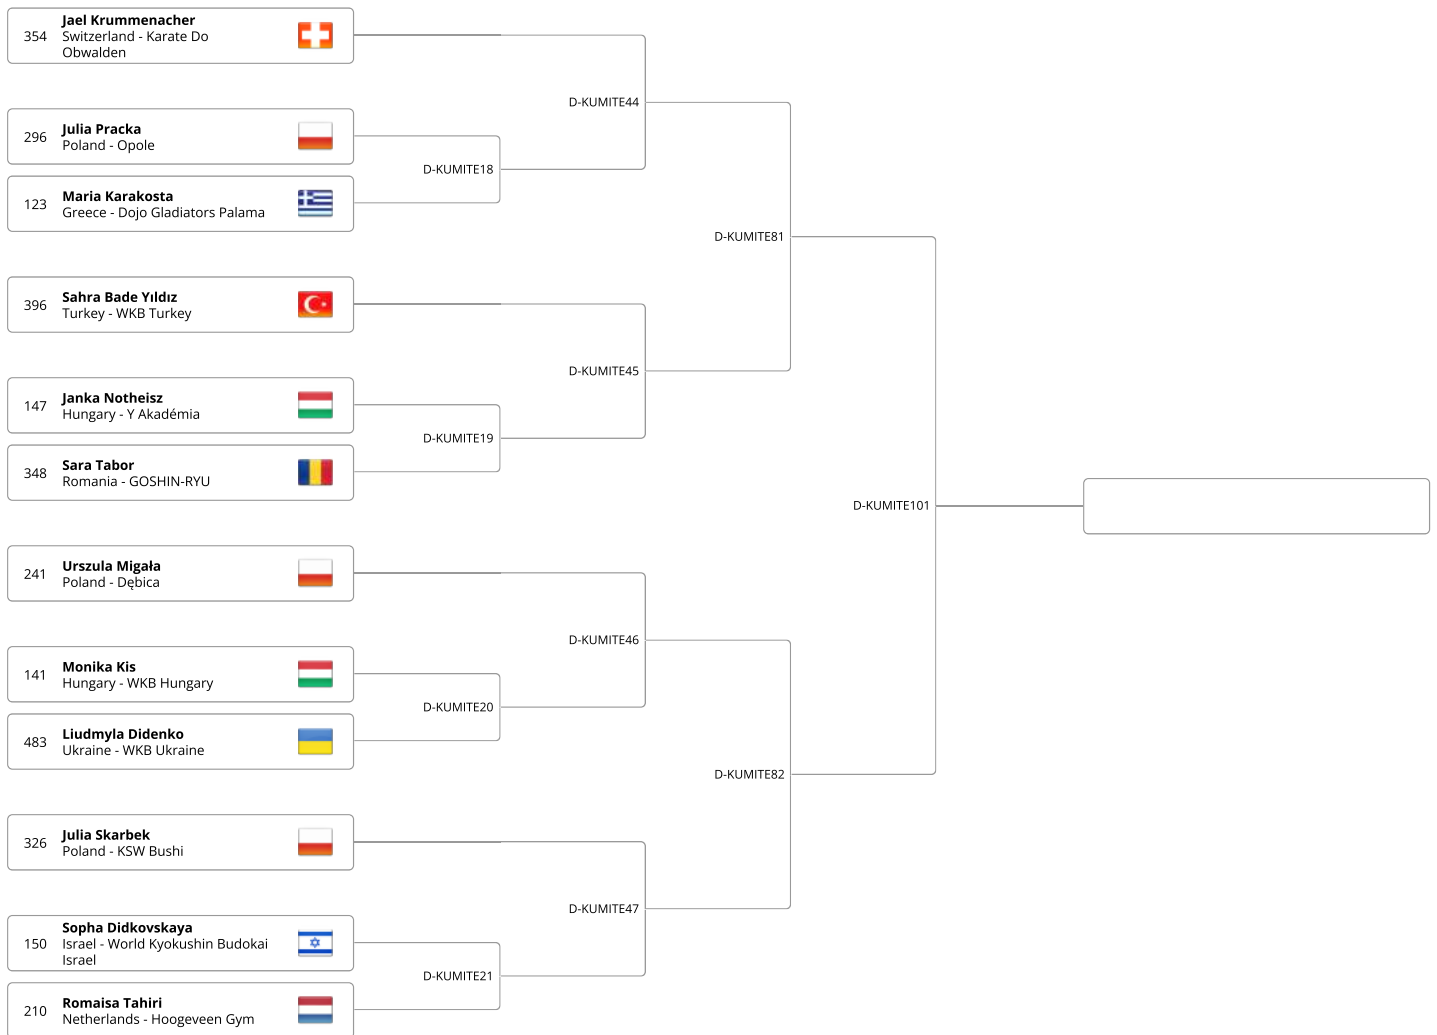 354
Jael Krummenacher
Switzerland - Karate Do
Obwalden
D-KUMITE44
296
Julia Pracka
Poland - Opole
D-KUMITE18
123
Maria Karakosta
Greece - Dojo Gladiators Palama
D-KUMITE81
396
Sahra Bade Yıldız
Turkey - WKB Turkey
D-KUMITE45
147
Janka Notheisz
Hungary - Y Akadémia
D-KUMITE19
348
Sara Tabor
Romania - GOSHIN-RYU
D-KUMITE101
241
Urszula Migała
Poland - Dębica
D-KUMITE46
141
Monika Kis
Hungary - WKB Hungary
D-KUMITE20
483
Liudmyla Didenko
Ukraine - WKB Ukraine
D-KUMITE82
326
Julia Skarbek
Poland - KSW Bushi
D-KUMITE47
150
Sopha Didkovskaya
Israel - World Kyokushin Budokai
Israel
D-KUMITE21
210
Romaisa Tahiri
Netherlands - Hoogeveen Gym